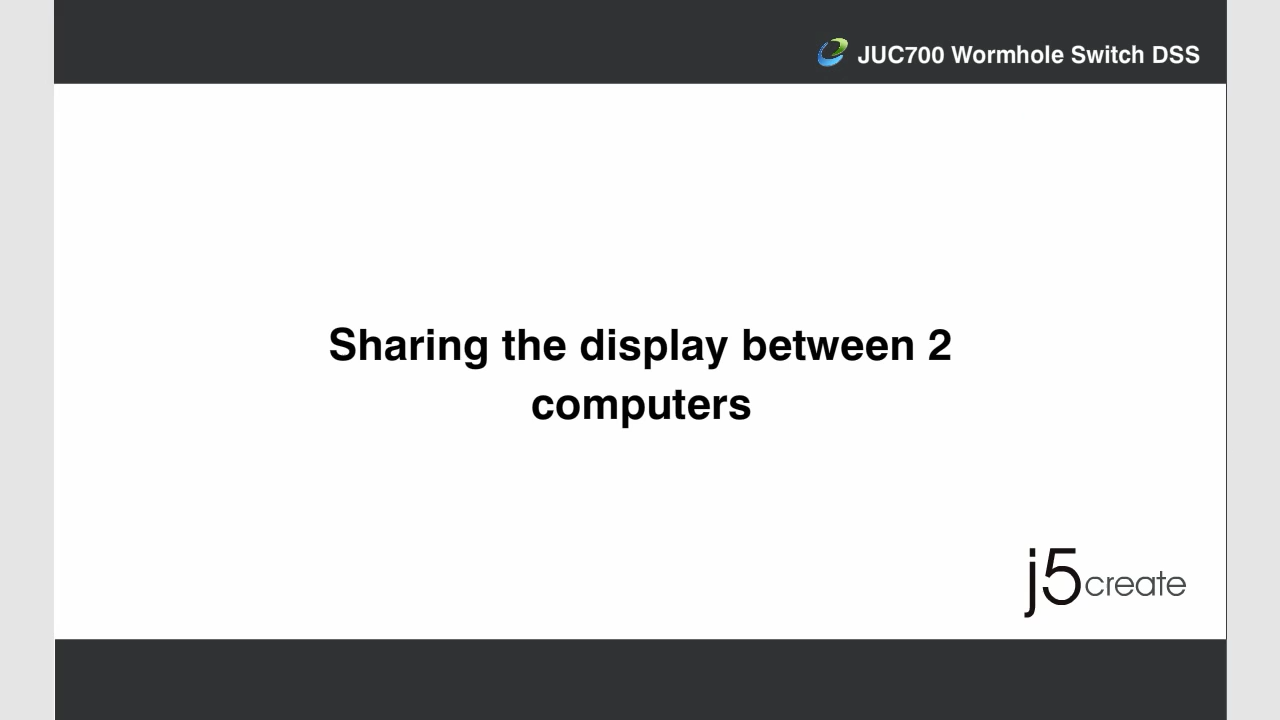 JUC700 Wormhole Switch DSS
Sharing the display between 2
computers
j5create